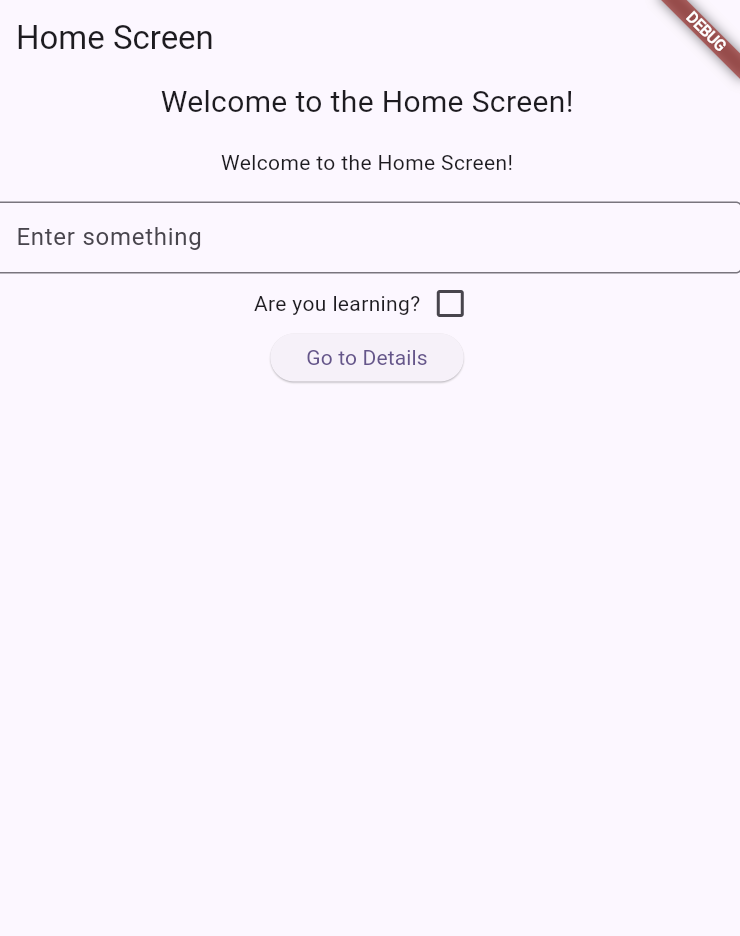 Home Screen
DEBUG
Welcome to the Home Screen!
Welcome to the Home Screen!
Enter something
Are you learning?
Go to Details